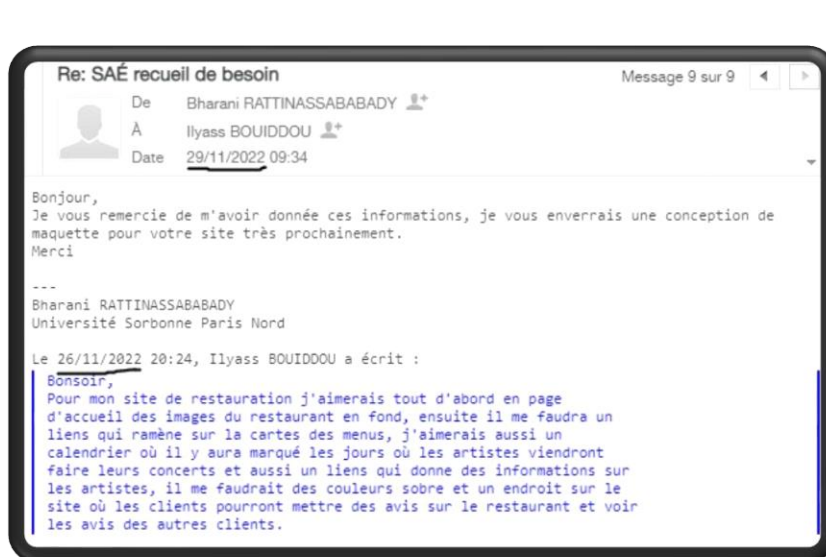 Re: SAÉ recueil de besoin
Message 9 sur 9
De Bharani RATTINASSABABADY
À Ilyass BOUIDDOU
Date 29/11/2022 09:34
Bonjour,
Je vous remercie de m'avoir donnée ces informations, je vous enverrais une conception de
maquette pour votre site très prochainement.
Merci
---
Bharani RATTINASSABABADY
Université Sorbonne Paris Nord
Le 26/11/2022 20:24, Ilyass BOUIDDOU a écrit :
Bonsoir,
Pour mon site de restauration j'aimerais tout d'abord en page
d'accueil des images du restaurant en fond, ensuite il me faudra un
liens qui ramène sur la cartes des menus, j'aimerais aussi un
calendrier où il y aura marqué les jours où les artistes viendront
faire leurs concerts et aussi un liens qui donne des informations sur
les artistes, il me faudrait des couleurs sobre et un endroit sur le
site où les clients pourront mettre des avis sur le restaurant et voir
les avis des autres clients.